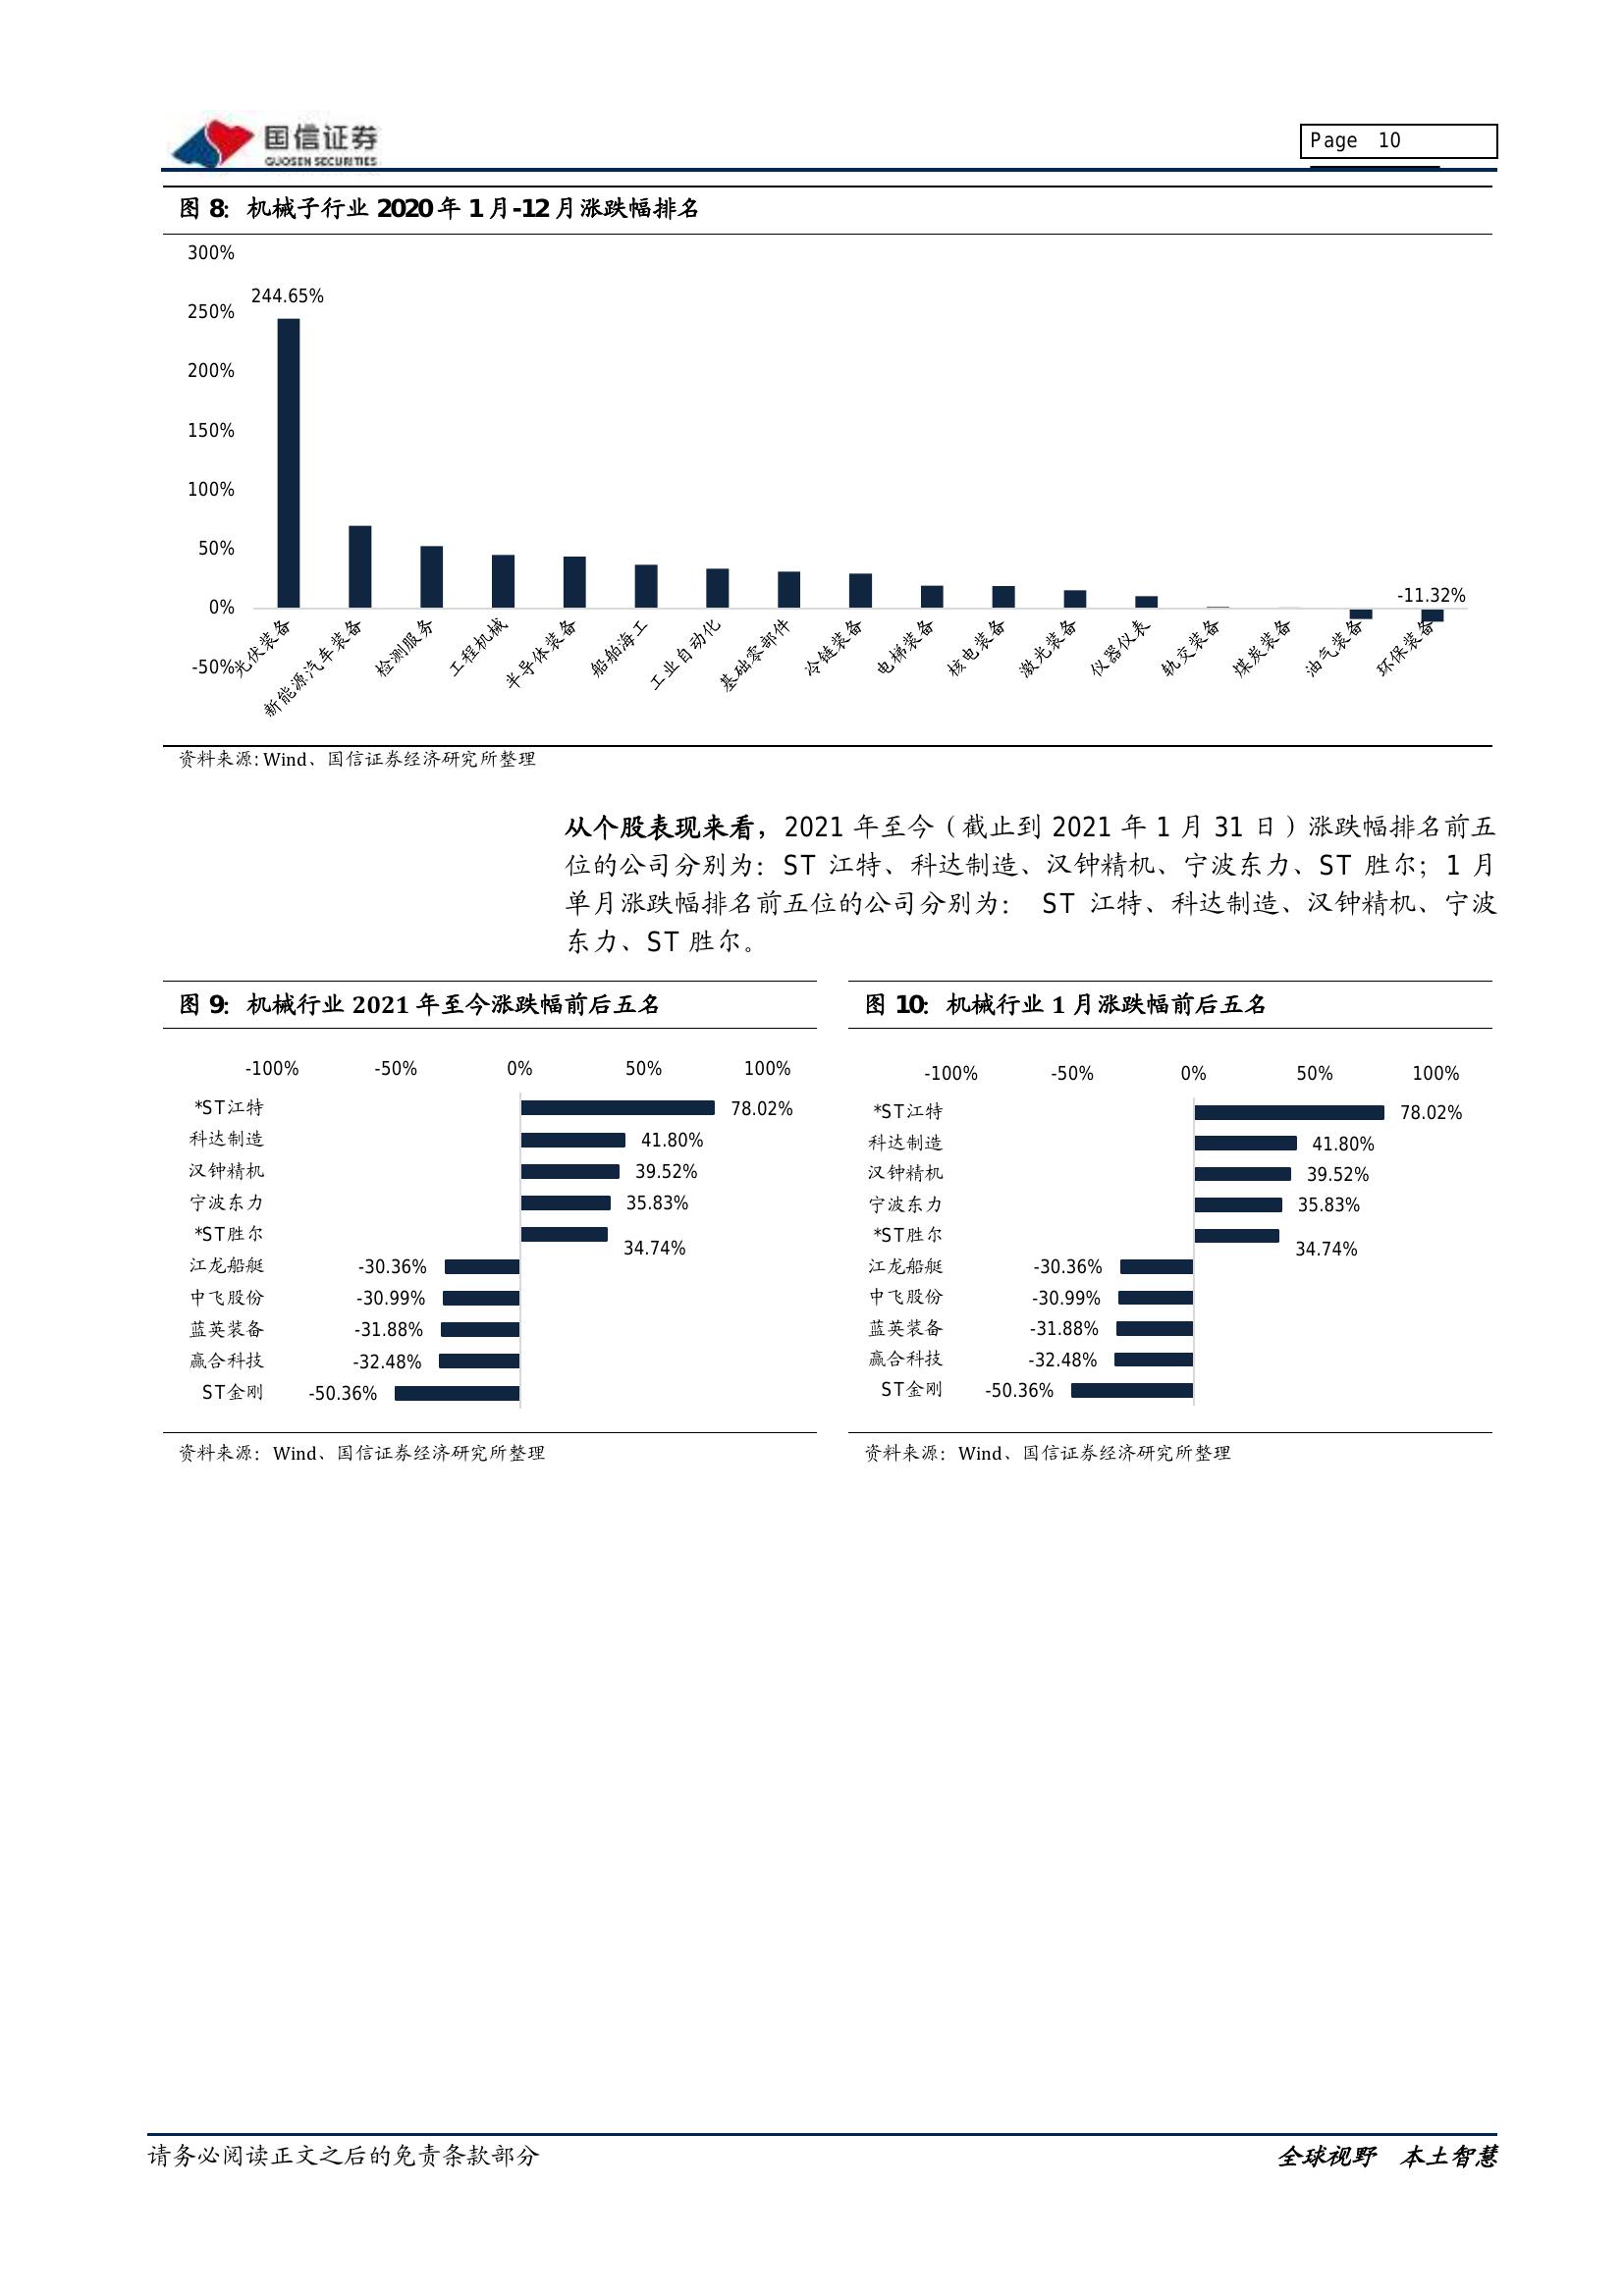 国信证券
GUOSEN SECURITIES
Page 10
图 8: 机械子行业 2020 年 1 月-12 月涨跌幅排名
300%
250%
200%
150%
100%
50%
0%
-50%
244.65%
-11.32%
光伏装备
新能源汽车装备
检测服务
工程机械
半导体装备
船舶海工
工业自动化
基础零部件
冷链装备
电梯装备
核电装备
激光装备
仪器仪表
轨交装备
煤炭装备
油气装备
环保装备
资料来源: Wind、国信证券经济研究所整理
从个股表现来看，2021 年至今（截止到 2021 年 1 月 31 日）涨跌幅排名前五
位的公司分别为：ST 江特、科达制造、汉钟精机、宁波东力、ST 胜尔；1 月
单月涨跌幅排名前五位的公司分别为： ST 江特、科达制造、汉钟精机、宁波
东力、ST 胜尔。
图 9: 机械行业 2021 年至今涨跌幅前后五名
-100% -50% 0% 50% 100%
*ST江特 78.02%
科达制造 41.80%
汉钟精机 39.52%
宁波东力 35.83%
*ST胜尔 34.74%
江龙船艇 -30.36%
中飞股份 -30.99%
蓝英装备 -31.88%
赢合科技 -32.48%
ST金刚 -50.36%
资料来源：Wind、国信证券经济研究所整理
图 10: 机械行业 1 月涨跌幅前后五名
-100% -50% 0% 50% 100%
*ST江特 78.02%
科达制造 41.80%
汉钟精机 39.52%
宁波东力 35.83%
*ST胜尔 34.74%
江龙船艇 -30.36%
中飞股份 -30.99%
蓝英装备 -31.88%
赢合科技 -32.48%
ST金刚 -50.36%
资料来源：Wind、国信证券经济研究所整理
请务必阅读正文之后的免责条款部分
全球视野 本土智慧